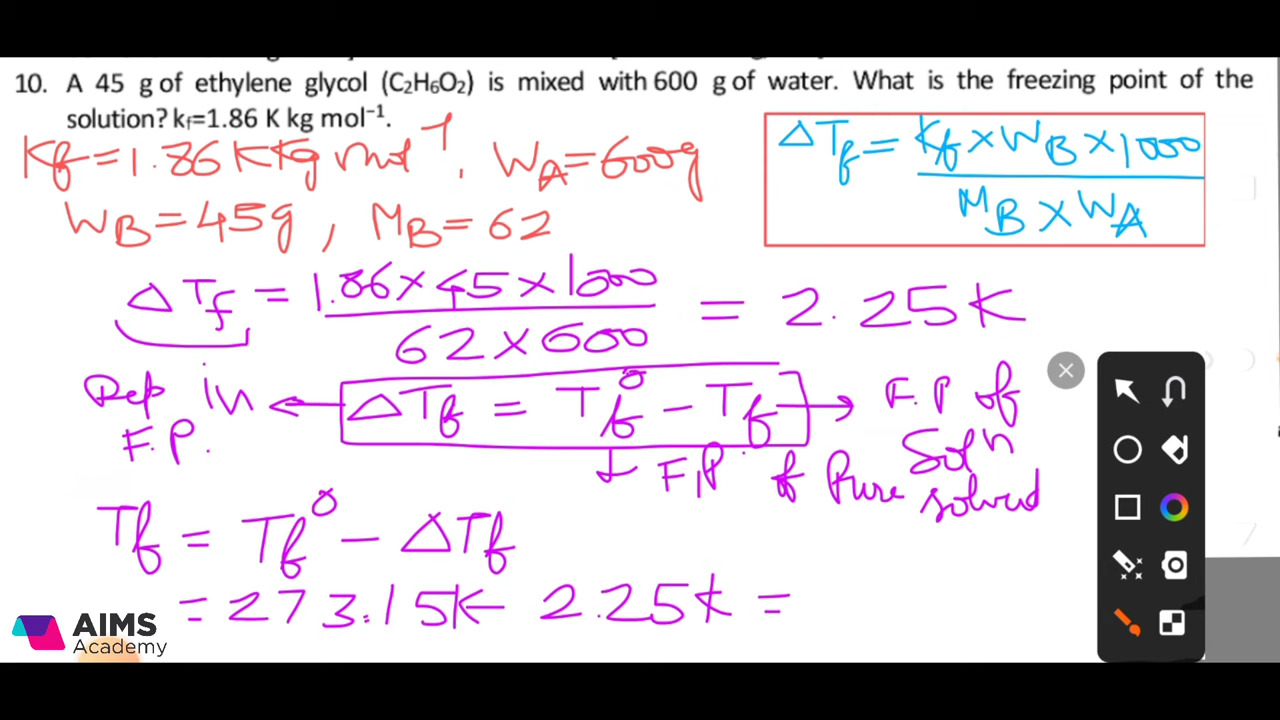 10. A 45 g of ethylene glycol (C₂H₆O₂) is mixed with 600 g of water. What is the freezing point of the
solution? kf=1.86 K kg mol⁻¹.
Kf = 1.86 K Kg mol⁻¹, WA = 600g
WB = 45g, MB = 62
ΔTf = Kf × WB × 1000
MB × WA
ΔTf = 1.86 × 45 × 1000 / 62 × 600 = 2.25 K
Dep in F.P. ← ΔTf = Tf° − Tf → F.P of Solⁿ
↓ F.P of Pure solved
Tf = Tf° − ΔTf
= 273.15K − 2.25K =
AIMS
Academy